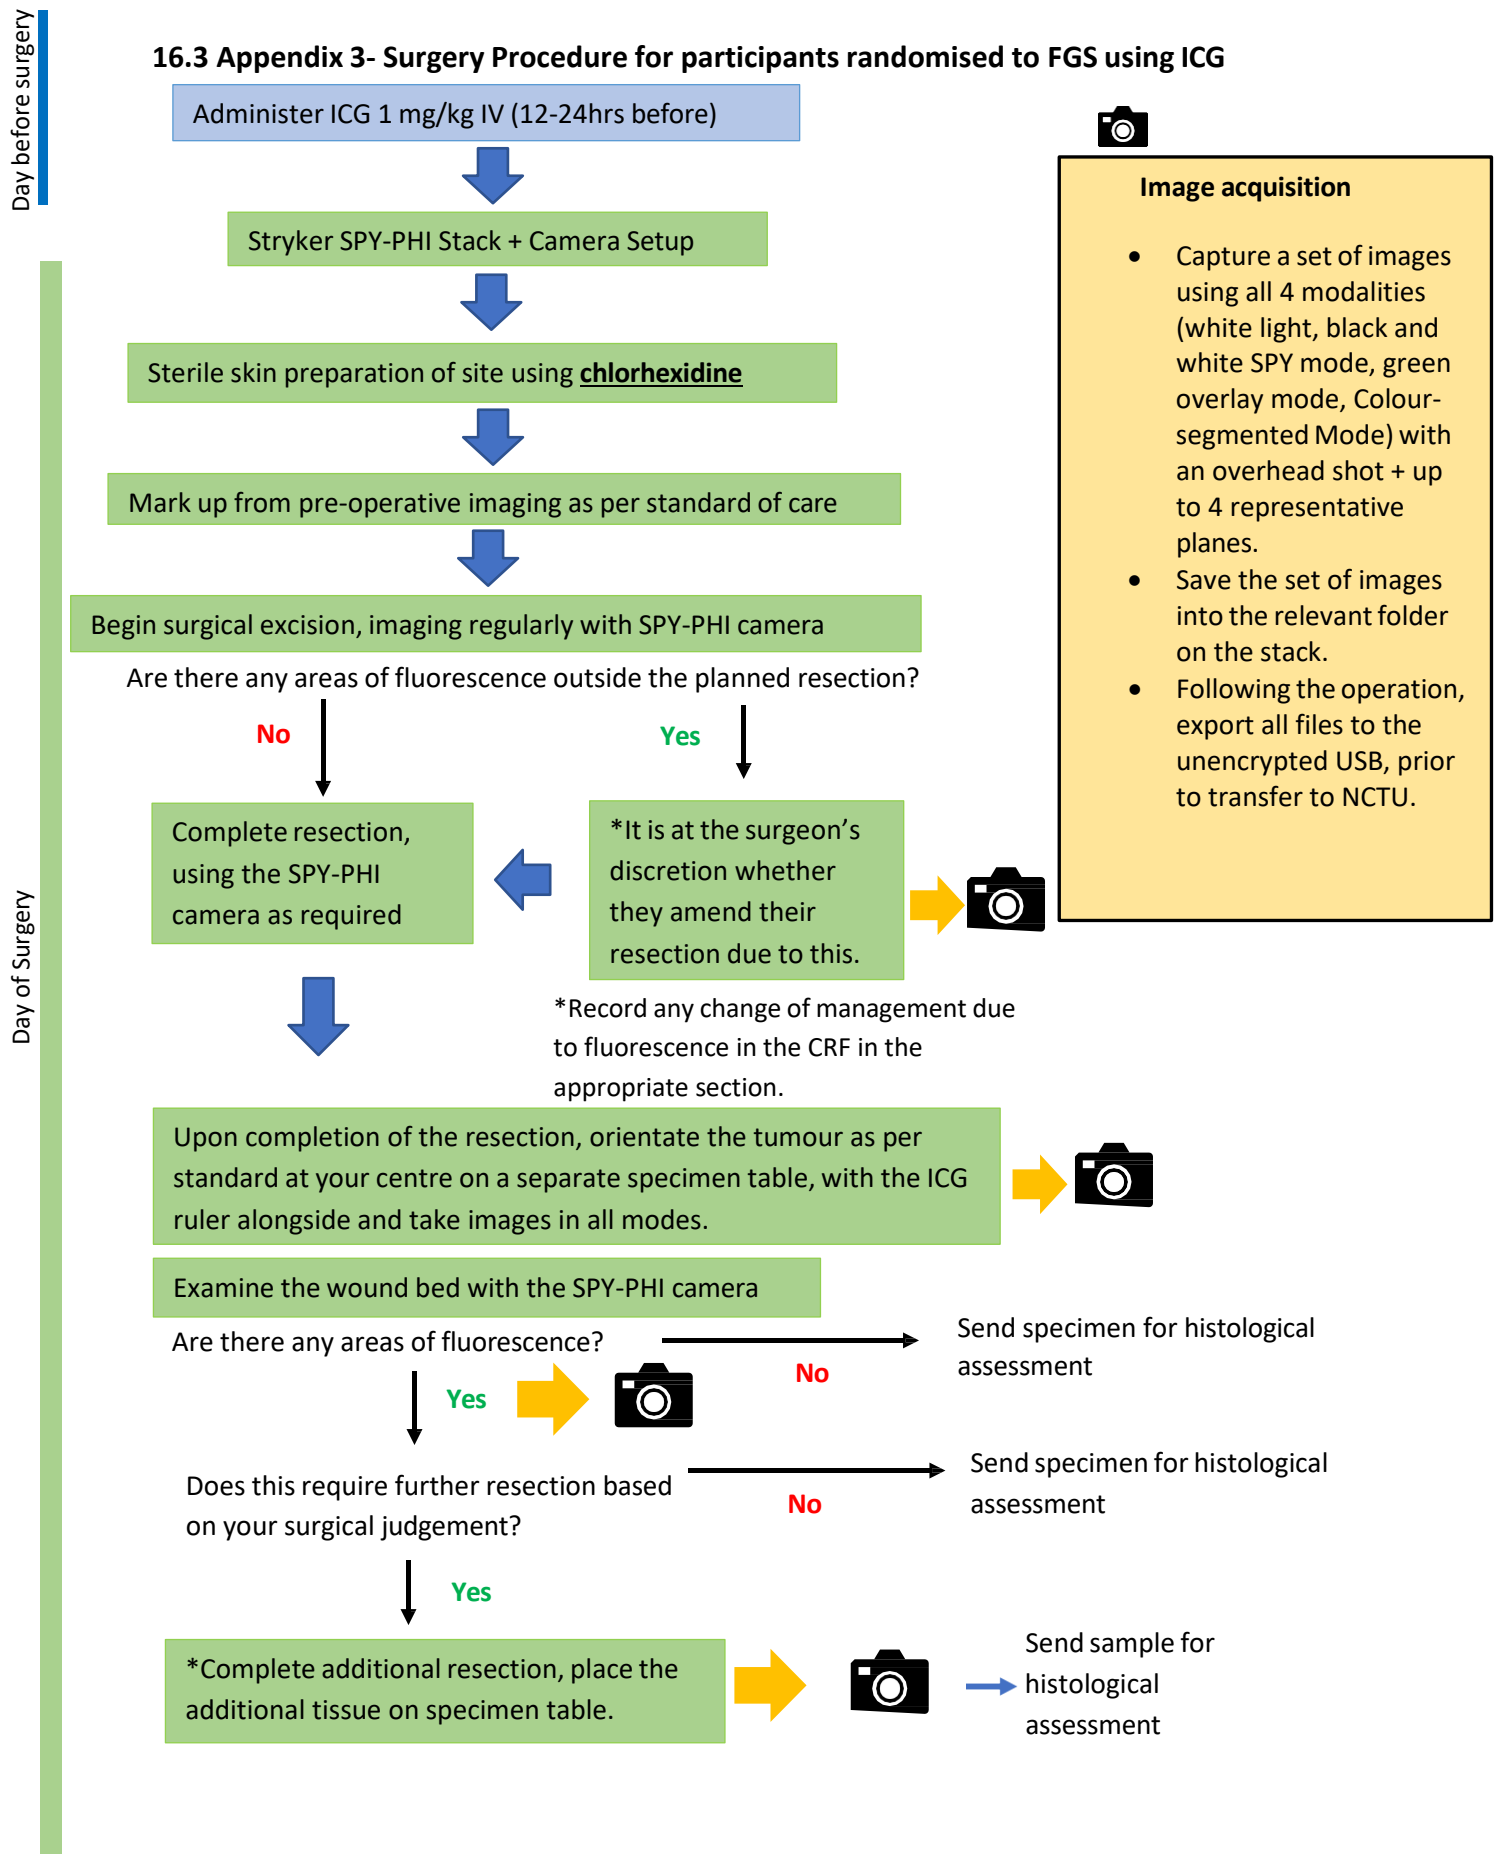 16.3 Appendix 3- Surgery Procedure for participants randomised to FGS using ICG
Day before surgery
Administer ICG 1 mg/kg IV (12-24hrs before)
Stryker SPY-PHI Stack + Camera Setup
Sterile skin preparation of site using chlorhexidine
Mark up from pre-operative imaging as per standard of care
Begin surgical excision, imaging regularly with SPY-PHI camera
Are there any areas of fluorescence outside the planned resection?
No
Yes
Complete resection,
using the SPY-PHI
camera as required
*It is at the surgeon’s
discretion whether
they amend their
resection due to this.
*Record any change of management due
to fluorescence in the CRF in the
appropriate section.
Day of Surgery
Upon completion of the resection, orientate the tumour as per
standard at your centre on a separate specimen table, with the ICG
ruler alongside and take images in all modes.
Examine the wound bed with the SPY-PHI camera
Are there any areas of fluorescence?
No
Send specimen for histological
assessment
Yes
Does this require further resection based
on your surgical judgement?
No
Send specimen for histological
assessment
Yes
*Complete additional resection, place the
additional tissue on specimen table.
Send sample for
histological
assessment
Image acquisition
• Capture a set of images
using all 4 modalities
(white light, black and
white SPY mode, green
overlay mode, Colour-
segmented Mode) with
an overhead shot + up
to 4 representative
planes.
• Save the set of images
into the relevant folder
on the stack.
• Following the operation,
export all files to the
unencrypted USB, prior
to transfer to NCTU.